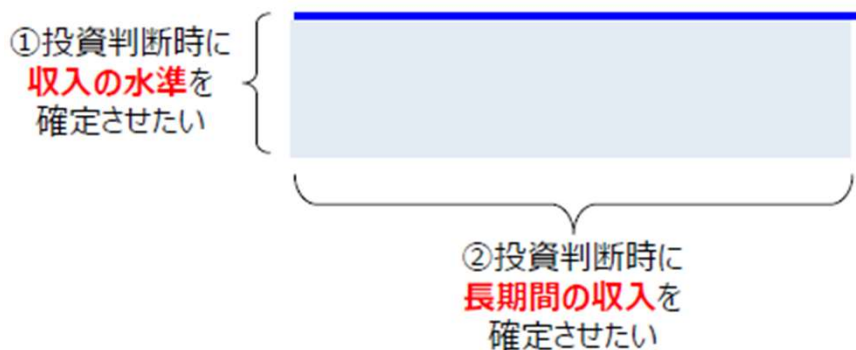 ①投資判断時に
収入の水準を
確定させたい
②投資判断時に
長期間の収入を
確定させたい